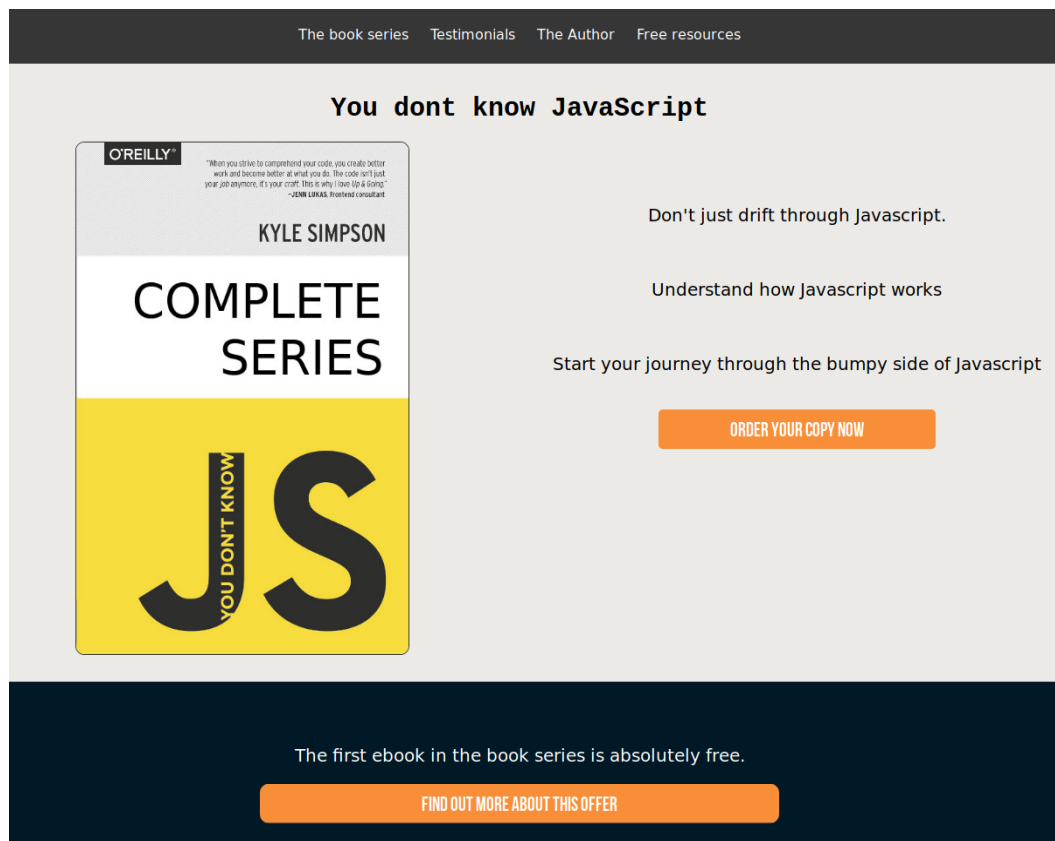 The book series Testimonials The Author Free resources
You dont know JavaScript
O'REILLY®
"When you strive to comprehend your code, you create better
work and become better at what you do. The code isn't just
your job anymore, it's your craft. This is why I love Up & Going."
–JENN LUKAS, Frontend consultant
KYLE SIMPSON
COMPLETE
SERIES
YOU DON'T KNOW
JS
Don't just drift through Javascript.
Understand how Javascript works
Start your journey through the bumpy side of Javascript
ORDER YOUR COPY NOW
The first ebook in the book series is absolutely free.
FIND OUT MORE ABOUT THIS OFFER